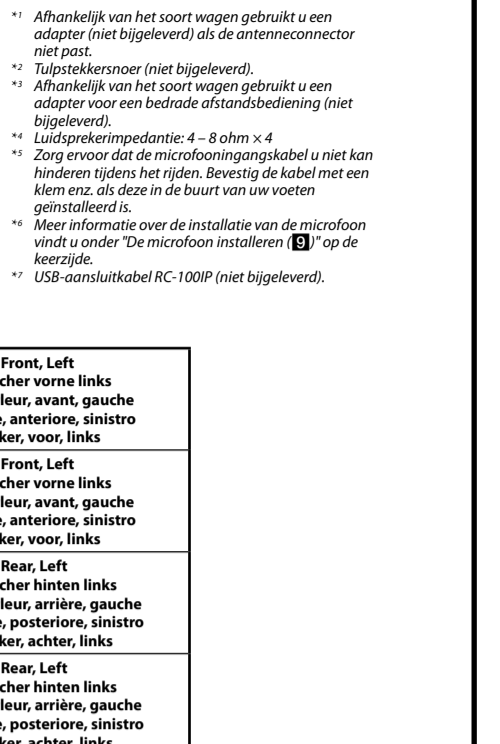 *1 Afhankelijk van het soort wagen gebruikt u een
adapter (niet bijgeleverd) als de antenneconnector
niet past.
*2 Tulpstekkersnoer (niet bijgeleverd).
*3 Afhankelijk van het soort wagen gebruikt u een
adapter voor een bedrade afstandsbediening (niet
bijgeleverd).
*4 Luidsprekerimpedantie: 4 – 8 ohm × 4
*5 Zorg ervoor dat de microfooningangskabel u niet kan
hinderen tijdens het rijden. Bevestig de kabel met een
klem enz. als deze in de buurt van uw voeten
geïnstalleerd is.
*6 Meer informatie over de installatie van de microfoon
vindt u onder "De microfoon installeren (9)" op de
keerzijde.
*7 USB-aansluitkabel RC-100IP (niet bijgeleverd).
Front, Left
cher vorne links
leur, avant, gauche
e, anteriore, sinistro
ker, voor, links
Front, Left
cher vorne links
leur, avant, gauche
e, anteriore, sinistro
ker, voor, links
Rear, Left
cher hinten links
leur, arrière, gauche
e, posteriore, sinistro
ker, achter, links
Rear, Left
cher hinten links
leur, arrière, gauche
e, posteriore, sinistro
ker, achter, links